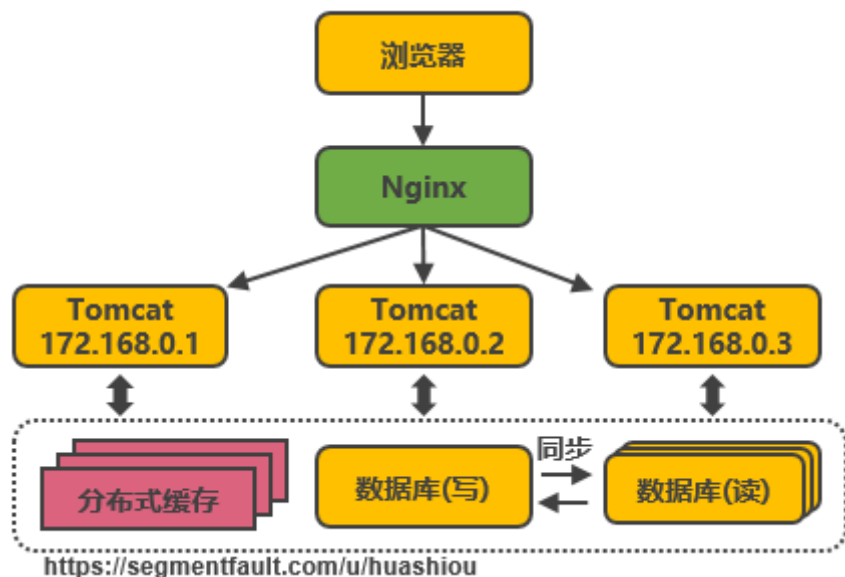 浏览器
Nginx
Tomcat
172.168.0.1
Tomcat
172.168.0.2
Tomcat
172.168.0.3
分布式缓存
数据库(写)
同步
数据库(读)
https://segmentfault.com/u/huashiou